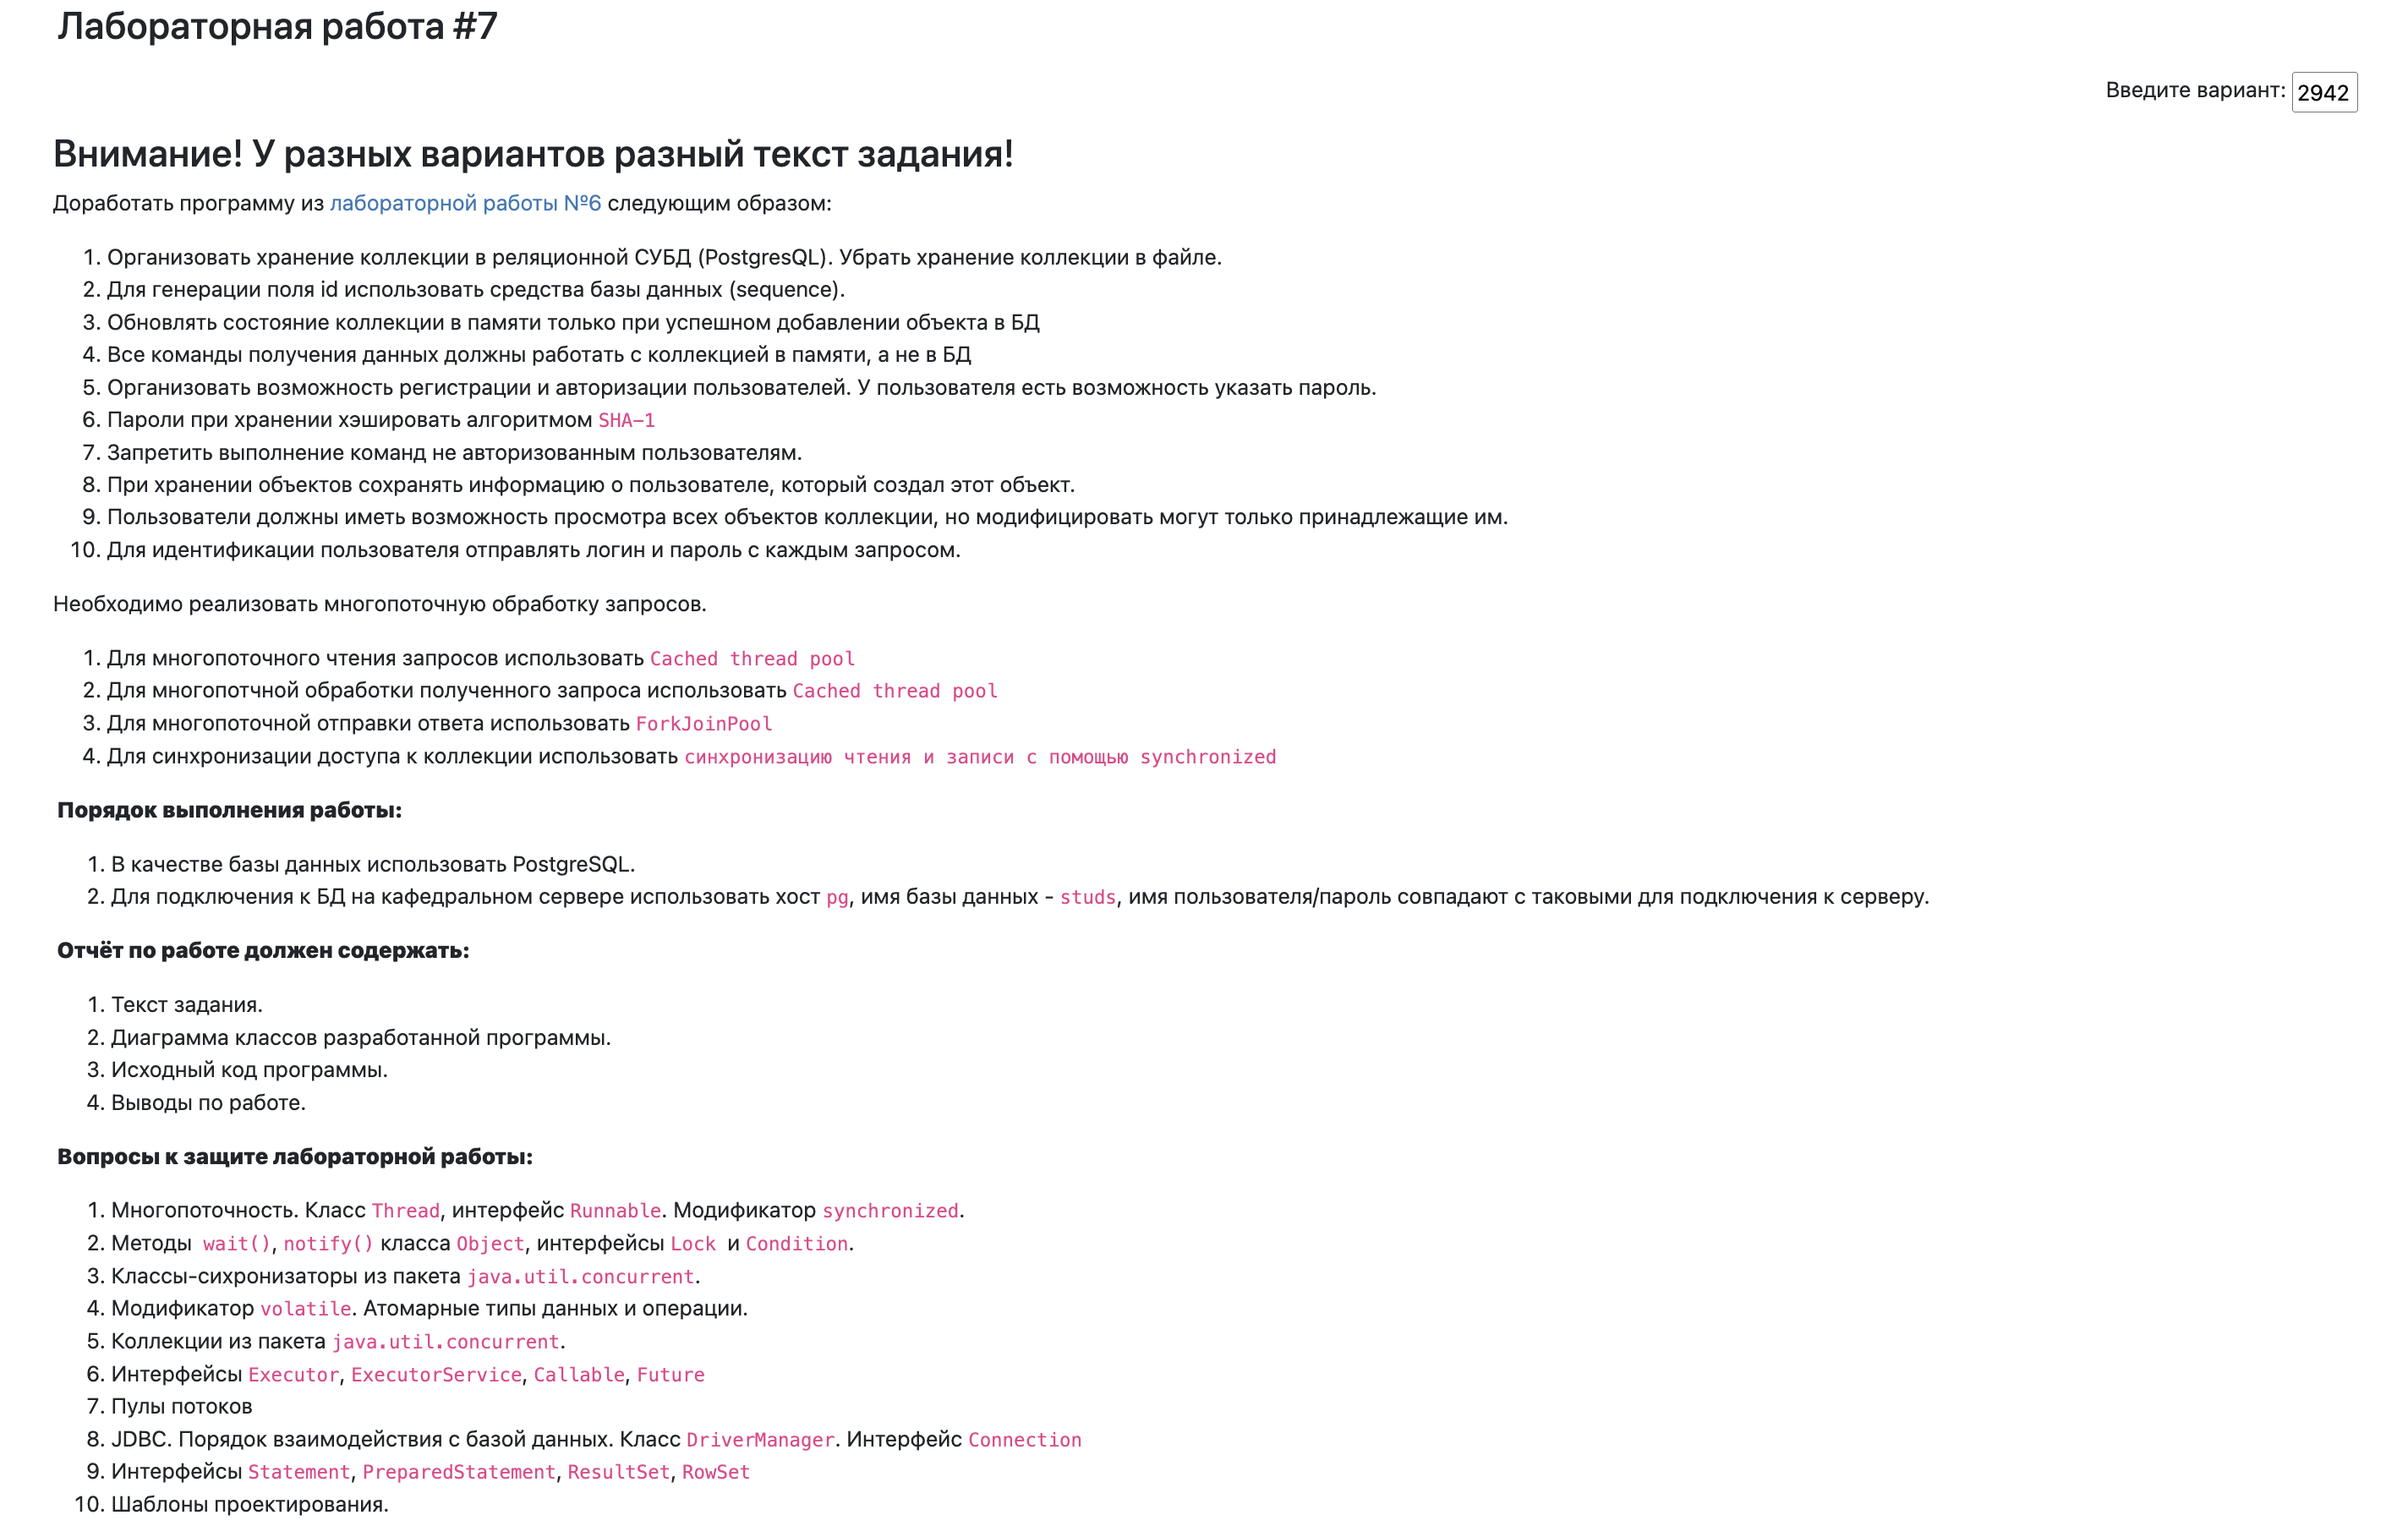 Лабораторная работа #7
Введите вариант: 2942
Внимание! У разных вариантов разный текст задания!
Доработать программу из лабораторной работы №6 следующим образом:
1. Организовать хранение коллекции в реляционной СУБД (PostgresQL). Убрать хранение коллекции в файле.
2. Для генерации поля id использовать средства базы данных (sequence).
3. Обновлять состояние коллекции в памяти только при успешном добавлении объекта в БД
4. Все команды получения данных должны работать с коллекцией в памяти, а не в БД
5. Организовать возможность регистрации и авторизации пользователей. У пользователя есть возможность указать пароль.
6. Пароли при хранении хэшировать алгоритмом SHA-1
7. Запретить выполнение команд не авторизованным пользователям.
8. При хранении объектов сохранять информацию о пользователе, который создал этот объект.
9. Пользователи должны иметь возможность просмотра всех объектов коллекции, но модифицировать могут только принадлежащие им.
10. Для идентификации пользователя отправлять логин и пароль с каждым запросом.
Необходимо реализовать многопоточную обработку запросов.
1. Для многопоточного чтения запросов использовать Cached thread pool
2. Для многопотчной обработки полученного запроса использовать Cached thread pool
3. Для многопоточной отправки ответа использовать ForkJoinPool
4. Для синхронизации доступа к коллекции использовать синхронизацию чтения и записи с помощью synchronized
Порядок выполнения работы:
1. В качестве базы данных использовать PostgreSQL.
2. Для подключения к БД на кафедральном сервере использовать хост pg, имя базы данных - studs, имя пользователя/пароль совпадают с таковыми для подключения к серверу.
Отчёт по работе должен содержать:
1. Текст задания.
2. Диаграмма классов разработанной программы.
3. Исходный код программы.
4. Выводы по работе.
Вопросы к защите лабораторной работы:
1. Многопоточность. Класс Thread, интерфейс Runnable. Модификатор synchronized.
2. Методы wait(), notify() класса Object, интерфейсы Lock и Condition.
3. Классы-сихронизаторы из пакета java.util.concurrent.
4. Модификатор volatile. Атомарные типы данных и операции.
5. Коллекции из пакета java.util.concurrent.
6. Интерфейсы Executor, ExecutorService, Callable, Future
7. Пулы потоков
8. JDBC. Порядок взаимодействия с базой данных. Класс DriverManager. Интерфейс Connection
9. Интерфейсы Statement, PreparedStatement, ResultSet, RowSet
10. Шаблоны проектирования.